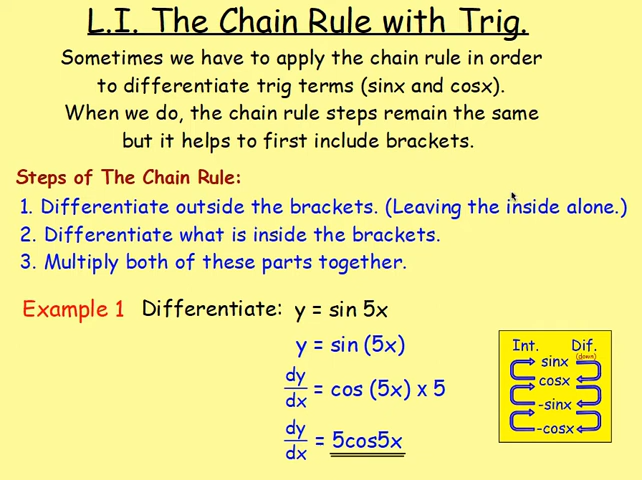 L.I. The Chain Rule with Trig.
Sometimes we have to apply the chain rule in order
to differentiate trig terms (sinx and cosx).
When we do, the chain rule steps remain the same
but it helps to first include brackets.
Steps of The Chain Rule:
1. Differentiate outside the brackets. (Leaving the inside alone.)
2. Differentiate what is inside the brackets.
3. Multiply both of these parts together.
Example 1 Differentiate: y = sin 5x
y = sin (5x)
dy/dx = cos (5x) x 5
dy/dx = 5cos5x
Int. Dif.
(down)
sinx
cosx
-sinx
-cosx